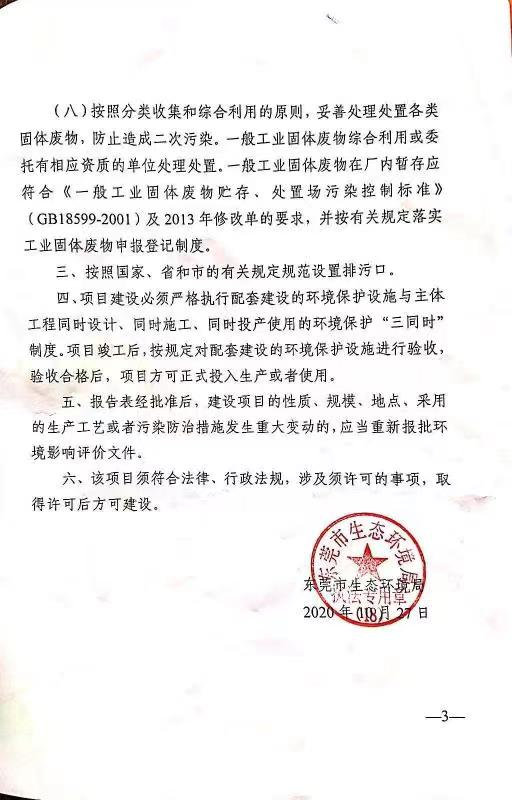 （八）按照分类收集和综合利用的原则，妥善处理处置各类
固体废物，防止造成二次污染。一般工业固体废物综合利用或委
托有相应资质的单位处理处置。一般工业固体废物在厂内暂存应
符合《一般工业固体废物贮存、处置场污染控制标准》
（GB18599-2001）及2013年修改单的要求，并按有关规定落实
工业固体废物申报登记制度。
三、按照国家、省和市的有关规定规范设置排污口。
四、项目建设必须严格执行配套建设的环境保护设施与主体
工程同时设计、同时施工、同时投产使用的环境保护“三同时”
制度。项目竣工后，按规定对配套建设的环境保护设施进行验收，
验收合格后，项目方可正式投入生产或者使用。
五、报告表经批准后，建设项目的性质、规模、地点、采用
的生产工艺或者污染防治措施发生重大变动的，应当重新报批环
境影响评价文件。
六、该项目须符合法律、行政法规，涉及须许可的事项，取
得许可后方可建设。
东莞市生态环境局
东莞市生态环境局
执法专用章
2020年10月27日
(18)
—3—